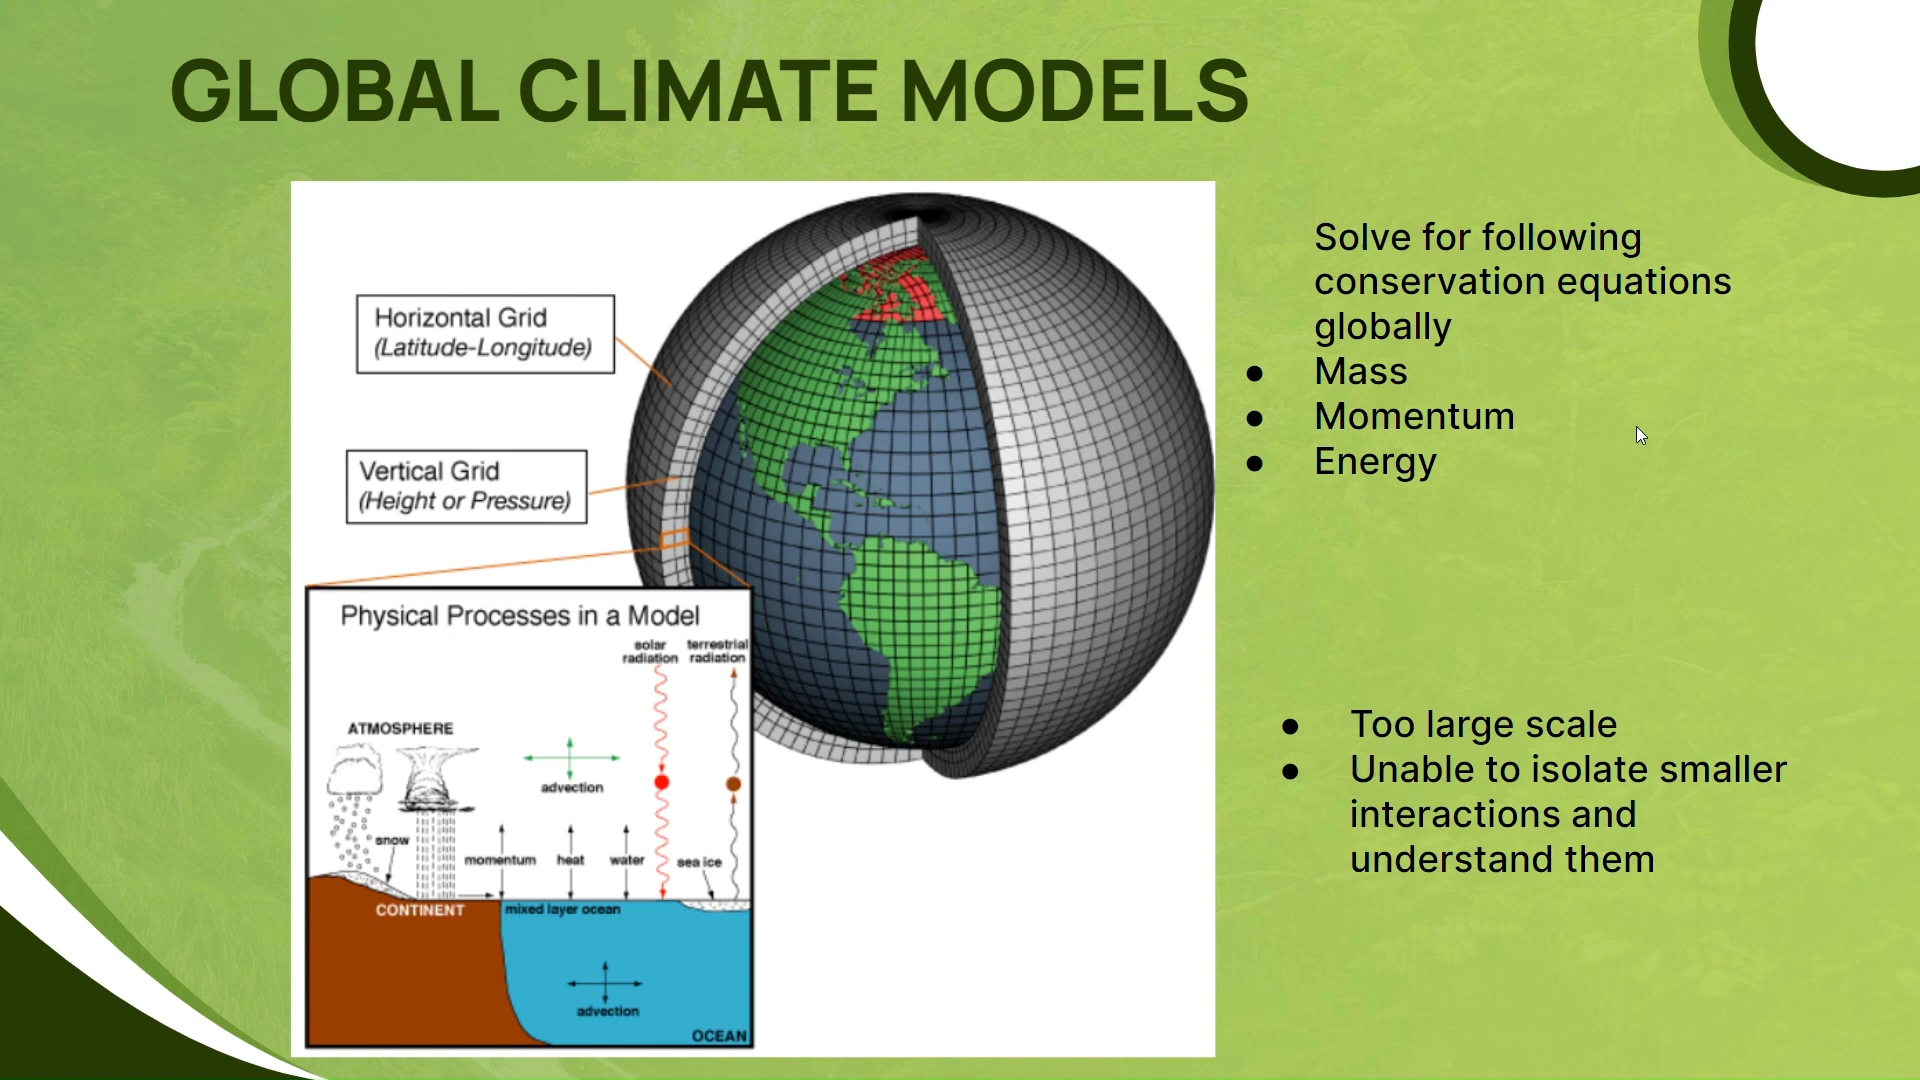 GLOBAL CLIMATE MODELS
Horizontal Grid
(Latitude-Longitude)
Vertical Grid
(Height or Pressure)
Physical Processes in a Model
solar
radiation
terrestrial
radiation
ATMOSPHERE
advection
snow
momentum
heat
water
sea ice
CONTINENT
mixed layer ocean
advection
OCEAN
Solve for following
conservation equations
globally
● Mass
● Momentum
● Energy
● Too large scale
● Unable to isolate smaller
interactions and
understand them